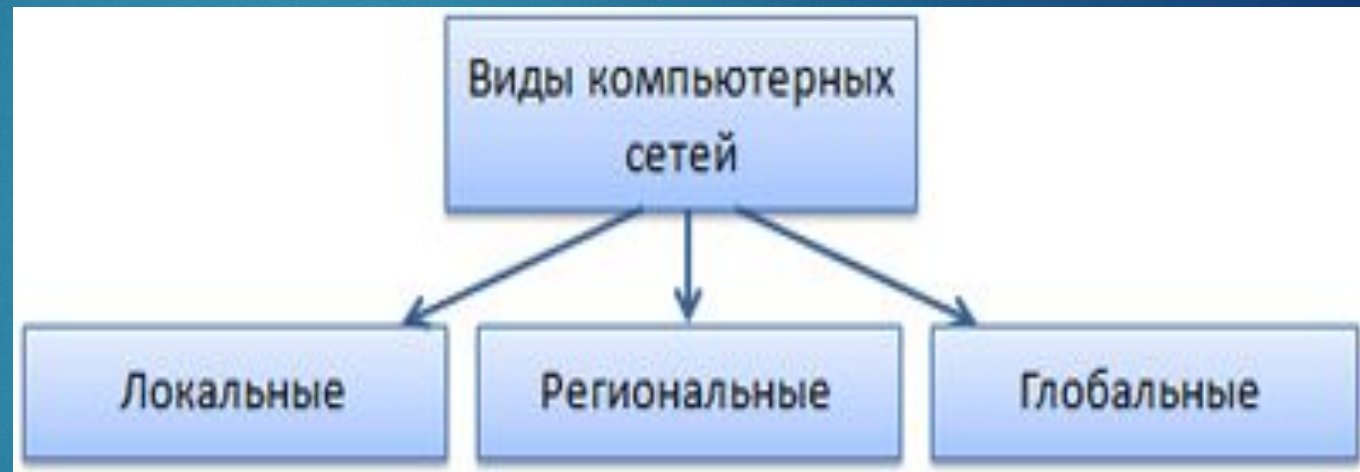 Виды компьютерных
сетей
Локальные
Региональные
Глобальные